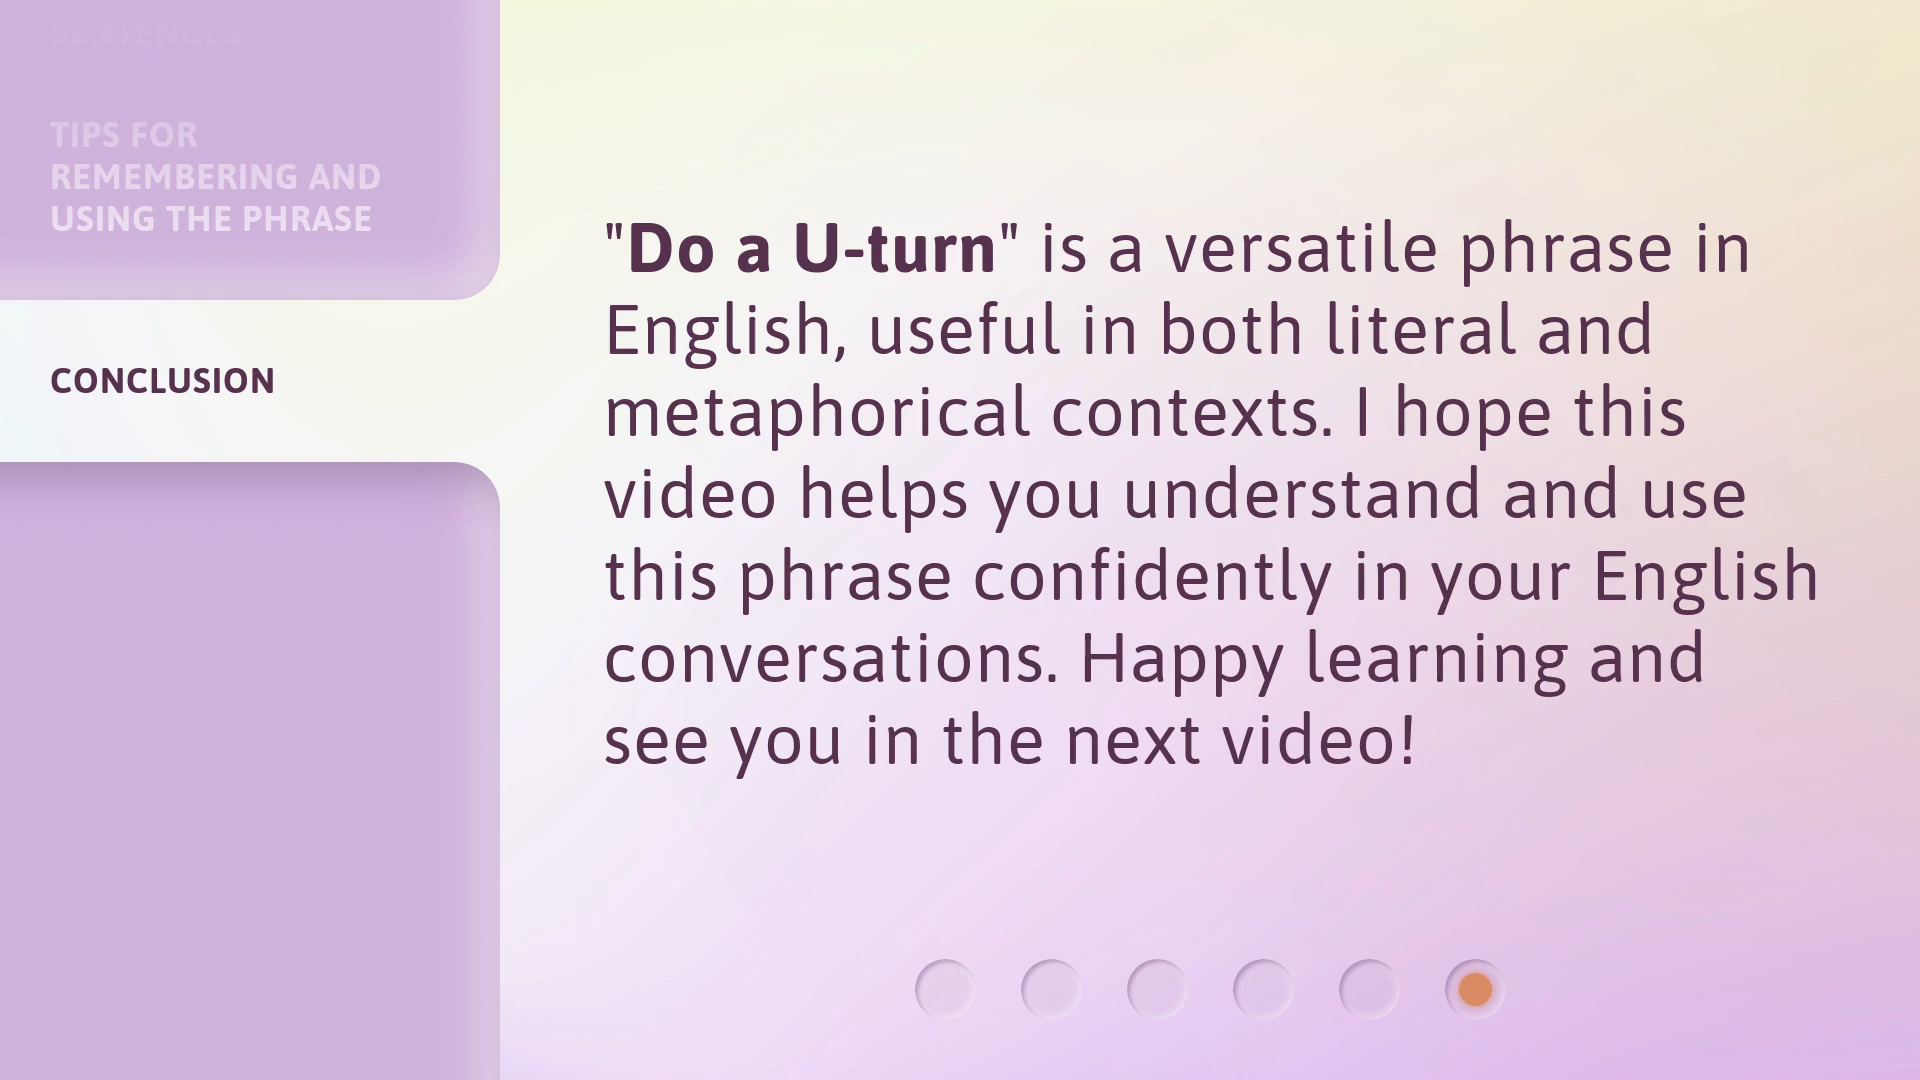 SENTENCES
TIPS FOR
REMEMBERING AND
USING THE PHRASE
CONCLUSION
"Do a U-turn" is a versatile phrase in
English, useful in both literal and
metaphorical contexts. I hope this
video helps you understand and use
this phrase confidently in your English
conversations. Happy learning and
see you in the next video!